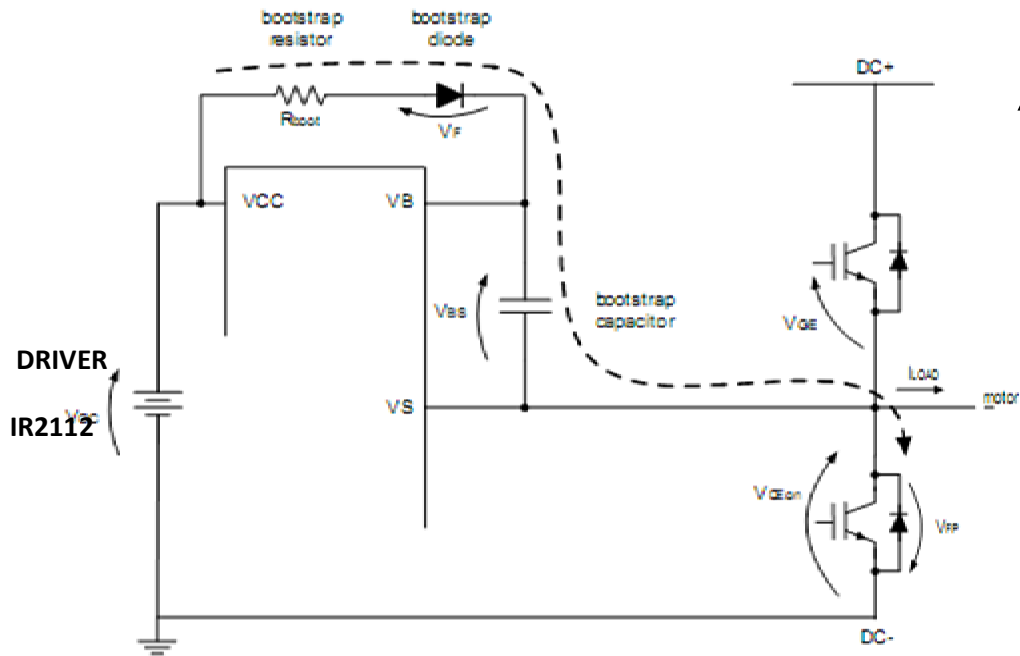 bootstrap
resistor
bootstrap
diode
DC+
Rboot
VF
VCC
VB
VBS
bootstrap
capacitor
VGE
DRIVER
ILOAD
VS
motor
IR2112
VGEon
VFP
DC-